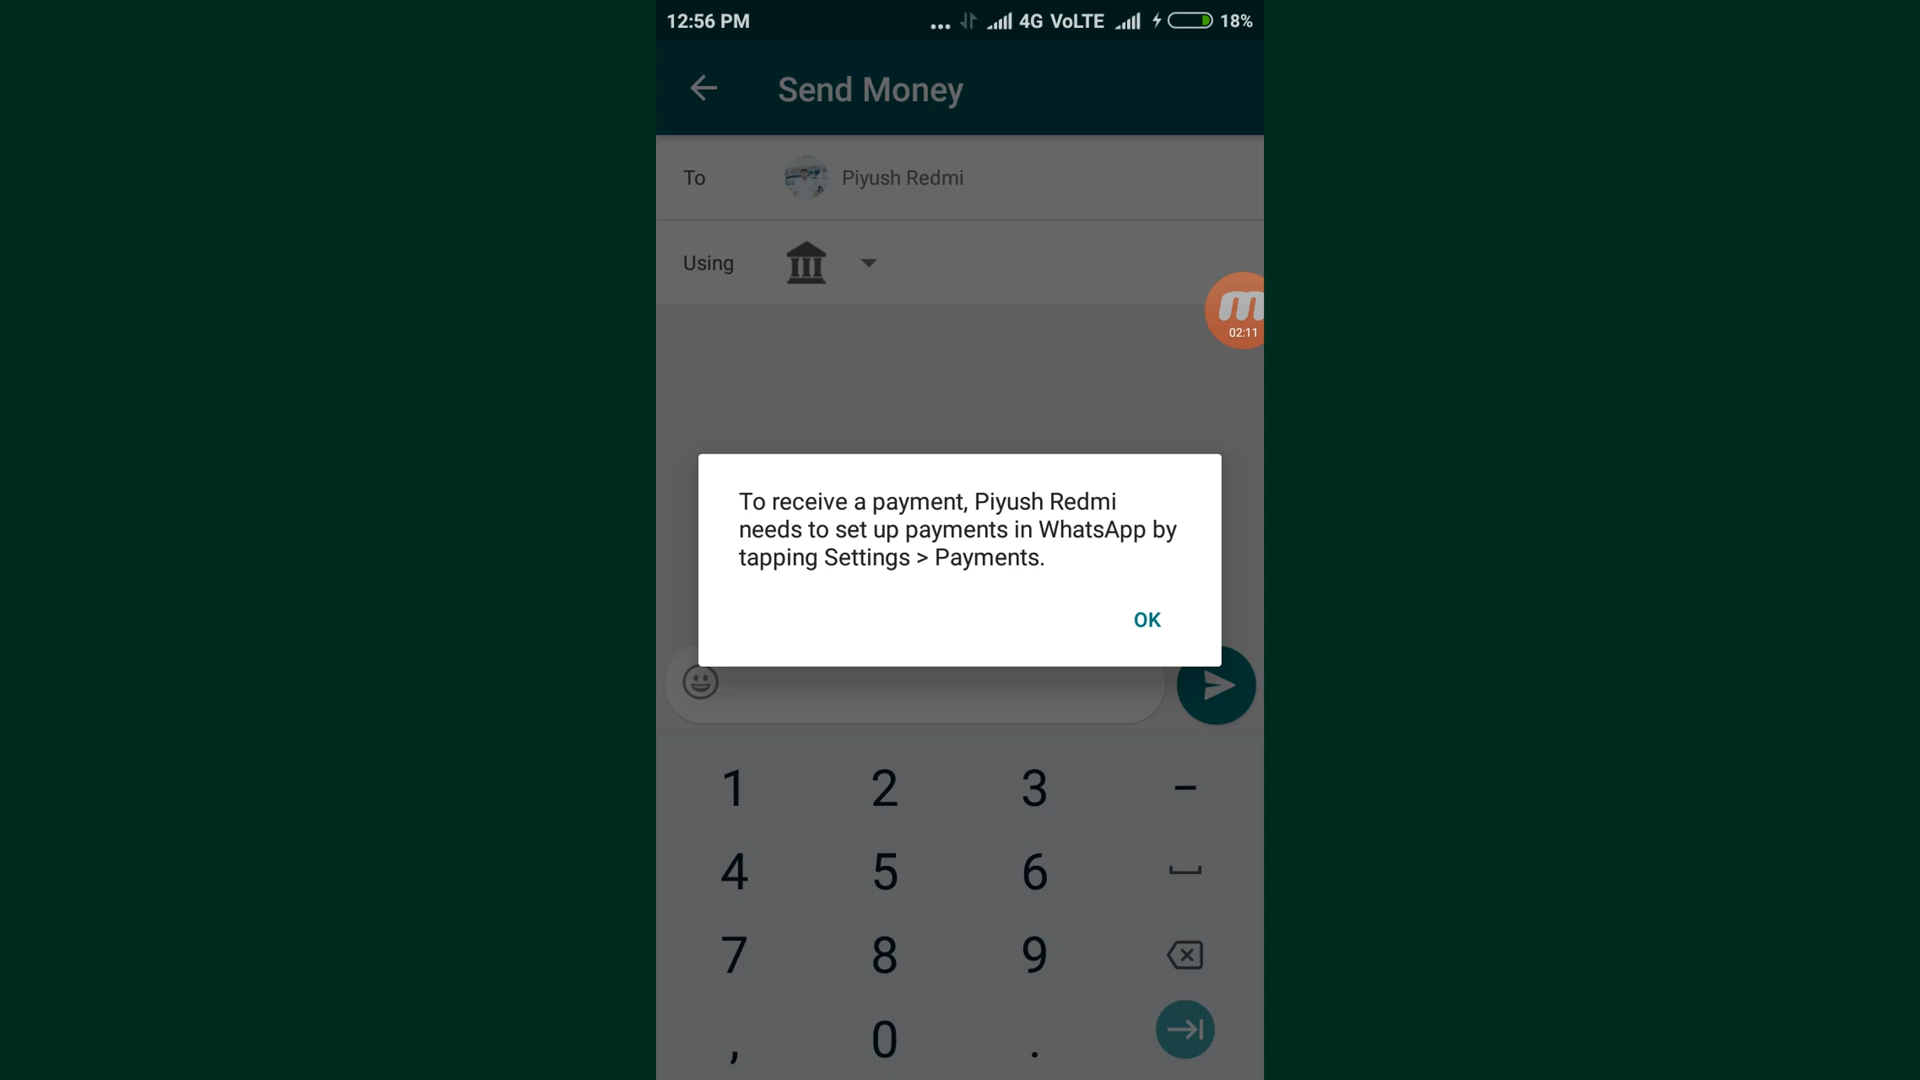 12:56 PM ... 4G VoLTE 18%
Send Money
To Piyush Redmi
Using
02:11
To receive a payment, Piyush Redmi
needs to set up payments in WhatsApp by
tapping Settings > Payments.
OK
1 2 3 –
4 5 6
7 8 9
, 0 .